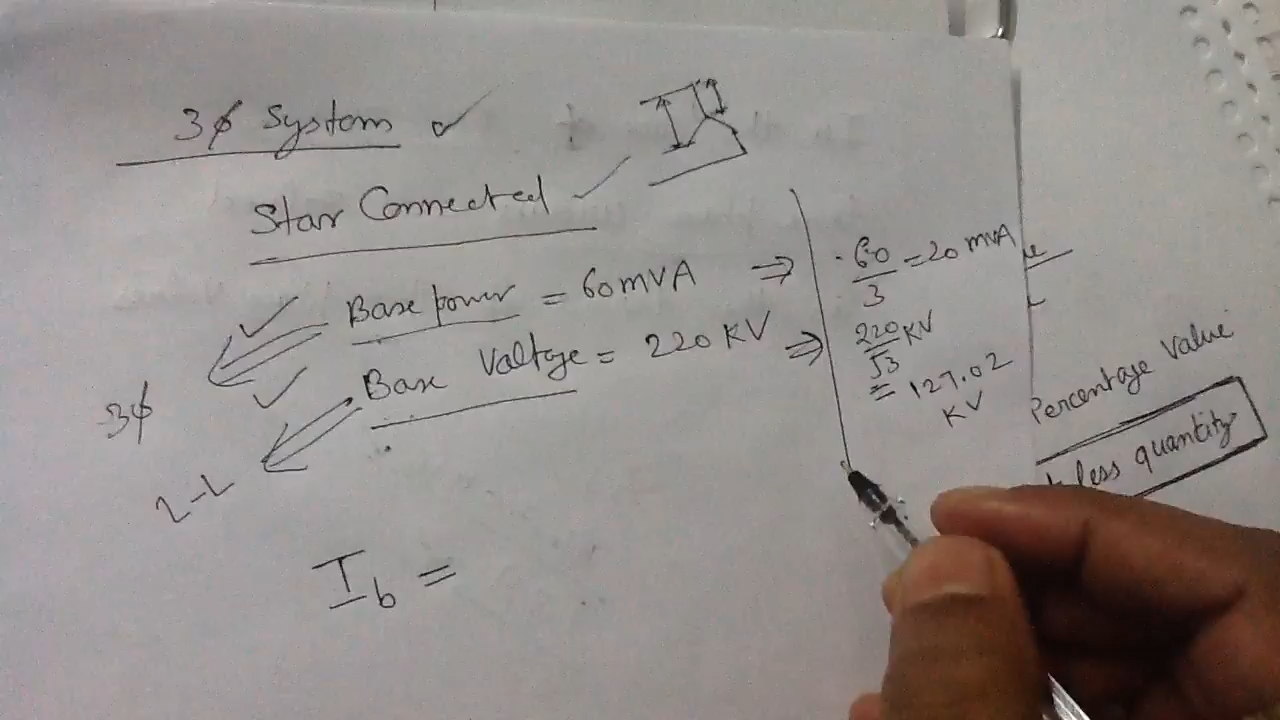 3ϕ System ✓
Star Connected ✓
✓ Base power = 60 MVA ⇒
60/3 = 20 MVA
✓ Base Valtage = 220 KV ⇒
220/√3 KV
= 127.02
KV
3ϕ
L-L
I_b =
Percentage Value
less quantity